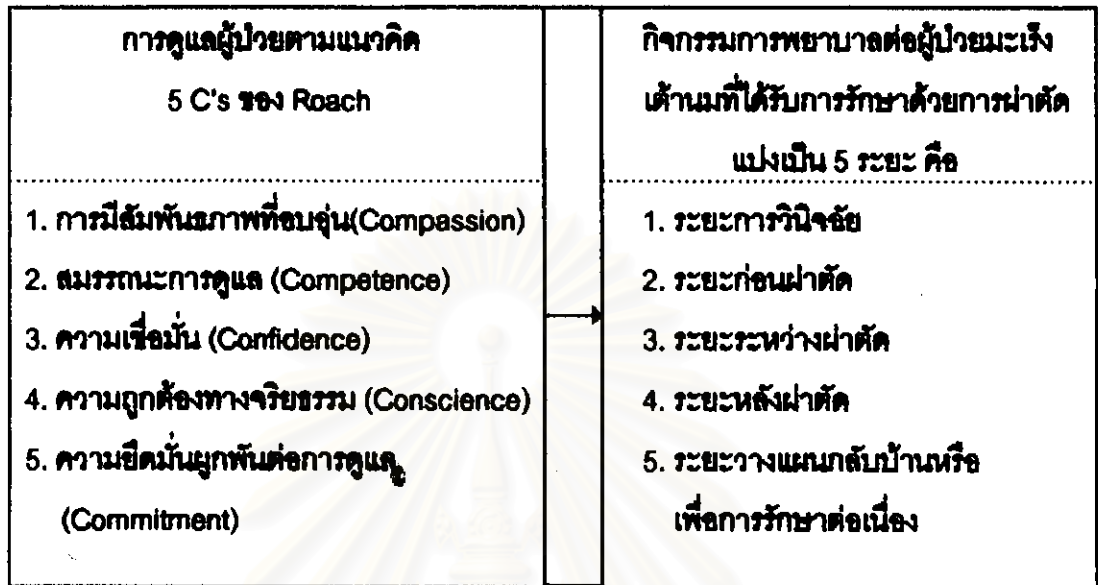 การดูแลผู้ป่วยตามแนวคิด
5 C's ของ Roach
1. การมีสัมพันธภาพที่อบอุ่น(Compassion)
2. สมรรถนะการดูแล (Competence)
3. ความเชื่อมั่น (Confidence)
4. ความถูกต้องทางจริยธรรม (Conscience)
5. ความยึดมั่นผูกพันต่อการดูแล
(Commitment)
กิจกรรมการพยาบาลต่อผู้ป่วยมะเร็ง
เต้านมที่ได้รับการรักษาด้วยการผ่าตัด
แบ่งเป็น 5 ระยะ คือ
1. ระยะการวินิจฉัย
2. ระยะก่อนผ่าตัด
3. ระยะระหว่างผ่าตัด
4. ระยะหลังผ่าตัด
5. ระยะวางแผนกลับบ้านหรือ
เพื่อการรักษาต่อเนื่อง